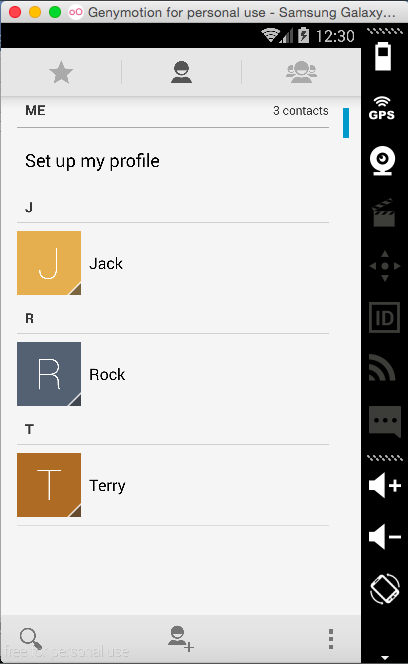 Genymotion for personal use - Samsung Galaxy...
12:30
ME
3 contacts
Set up my profile
J
J
Jack
R
R
Rock
T
T
Terry
free for personal use
GPS
ID